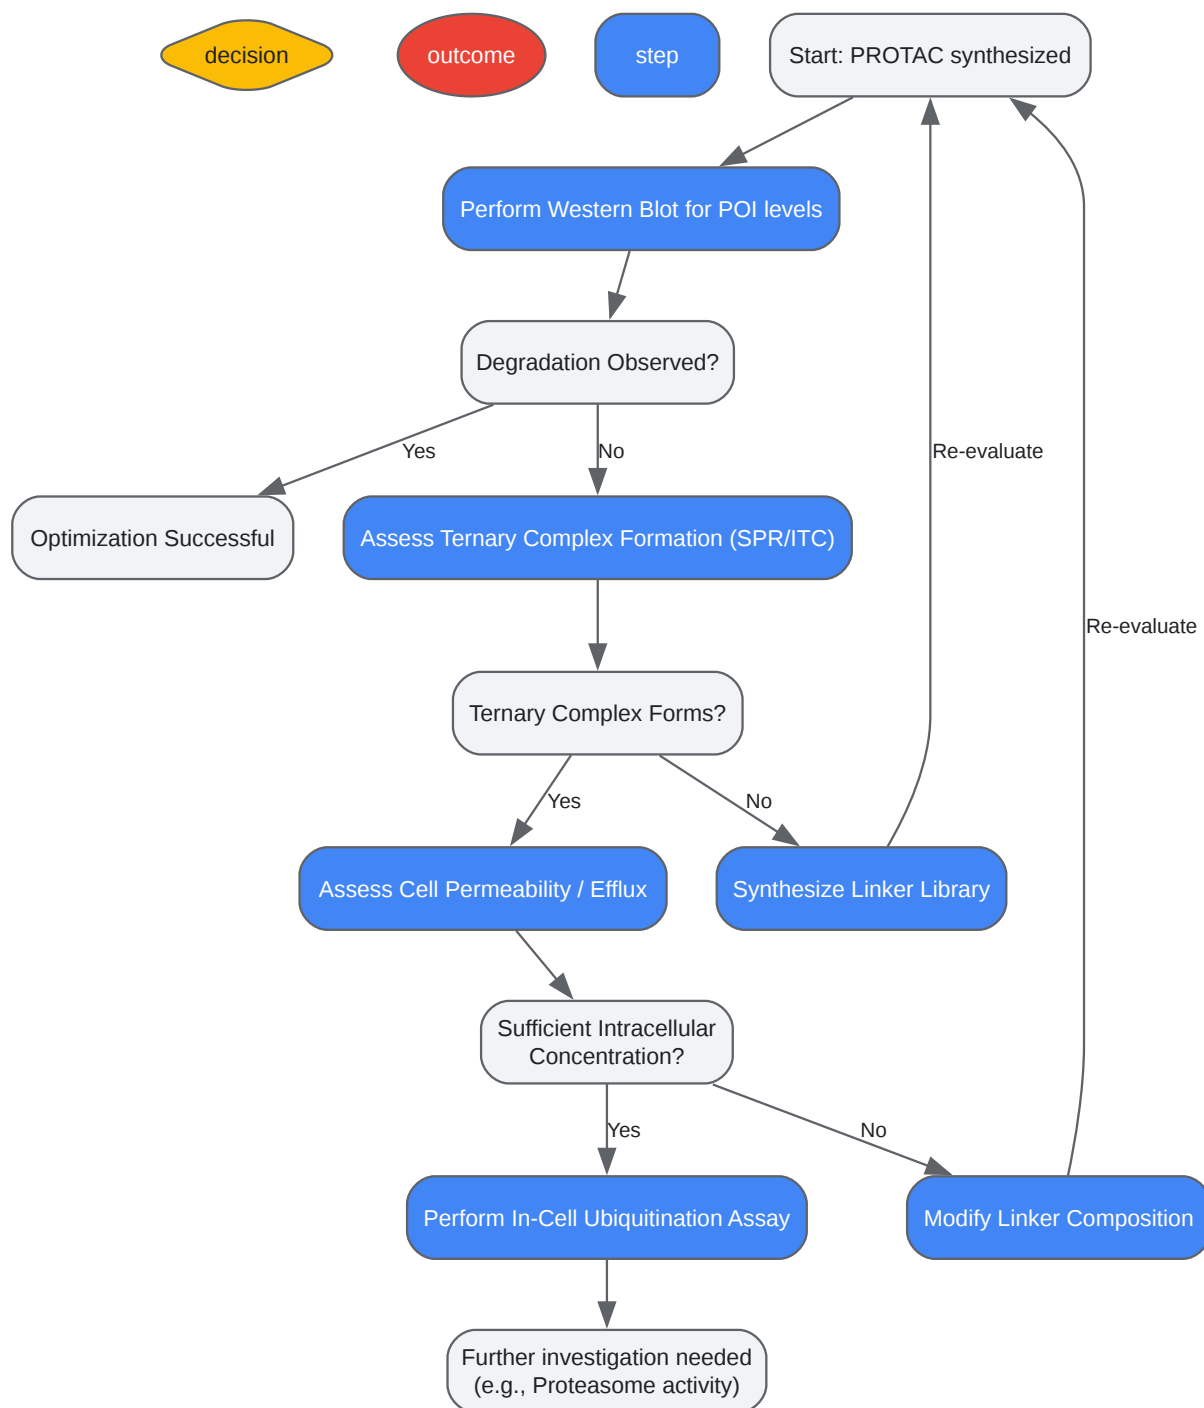 decision
outcome
step
Start: PROTAC synthesized
Perform Western Blot for POI levels
Degradation Observed?
Yes
No
Re-evaluate
Optimization Successful
Assess Ternary Complex Formation (SPR/ITC)
Re-evaluate
Ternary Complex Forms?
Yes
No
Assess Cell Permeability / Efflux
Synthesize Linker Library
Sufficient Intracellular
Concentration?
Yes
No
Perform In-Cell Ubiquitination Assay
Modify Linker Composition
Further investigation needed
(e.g., Proteasome activity)